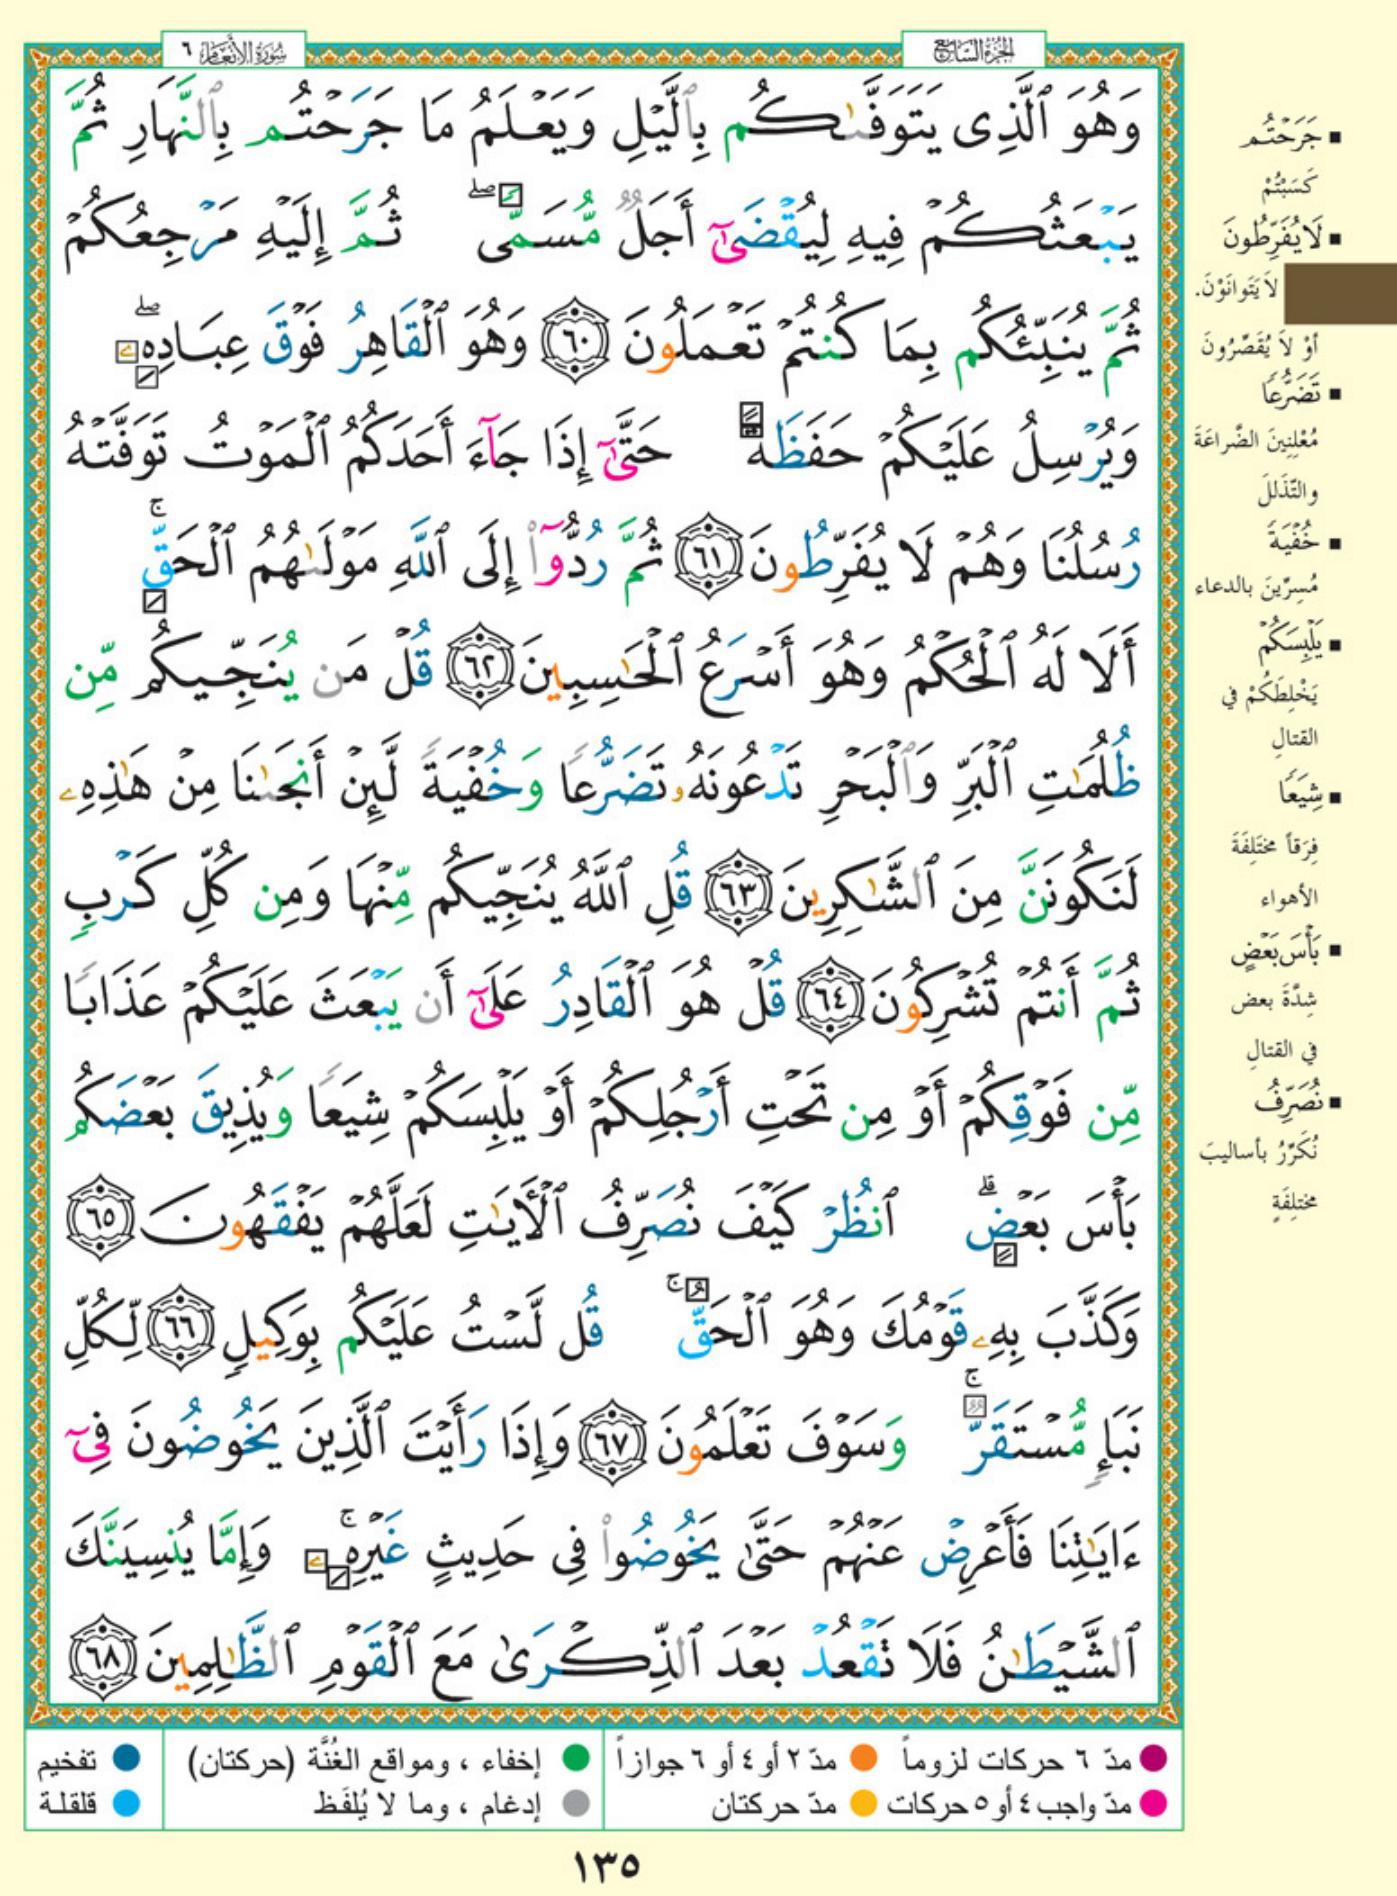 الجزء السابع
سورة الأنعام ٦
وَهُوَ ٱلَّذِى يَتَوَفَّىٰكُم بِٱلَّيْلِ وَيَعْلَمُ مَا جَرَحْتُم بِٱلنَّهَارِ ثُمَّ
يَبْعَثُكُمْ فِيهِ لِيُقْضَىٰٓ أَجَلٌ مُّسَمًّى ۖ ثُمَّ إِلَيْهِ مَرْجِعُكُمْ
ثُمَّ يُنَبِّئُكُم بِمَا كُنتُمْ تَعْمَلُونَ ٦٠ وَهُوَ ٱلْقَاهِرُ فَوْقَ عِبَادِهِۦ ۖ
وَيُرْسِلُ عَلَيْكُمْ حَفَظَةً حَتَّىٰٓ إِذَا جَآءَ أَحَدَكُمُ ٱلْمَوْتُ تَوَفَّتْهُ
رُسُلُنَا وَهُمْ لَا يُفَرِّطُونَ ٦١ ثُمَّ رُدُّوٓا۟ إِلَى ٱللَّهِ مَوْلَىٰهُمُ ٱلْحَقِّ ۚ
أَلَا لَهُ ٱلْحُكْمُ وَهُوَ أَسْرَعُ ٱلْحَٰسِبِينَ ٦٢ قُلْ مَن يُنَجِّيكُم مِّن
ظُلُمَٰتِ ٱلْبَرِّ وَٱلْبَحْرِ تَدْعُونَهُۥ تَضَرُّعًا وَخُفْيَةً لَّئِنْ أَنجَىٰنَا مِنْ هَٰذِهِۦ
لَنَكُونَنَّ مِنَ ٱلشَّٰكِرِينَ ٦٣ قُلِ ٱللَّهُ يُنَجِّيكُم مِّنْهَا وَمِن كُلِّ كَرْبٍ
ثُمَّ أَنتُمْ تُشْرِكُونَ ٦٤ قُلْ هُوَ ٱلْقَادِرُ عَلَىٰٓ أَن يَبْعَثَ عَلَيْكُمْ عَذَابًا
مِّن فَوْقِكُمْ أَوْ مِن تَحْتِ أَرْجُلِكُمْ أَوْ يَلْبِسَكُمْ شِيَعًا وَيُذِيقَ بَعْضَكُم
بَأْسَ بَعْضٍ ۗ ٱنظُرْ كَيْفَ نُصَرِّفُ ٱلْءَايَٰتِ لَعَلَّهُمْ يَفْقَهُونَ ٦٥
وَكَذَّبَ بِهِۦ قَوْمُكَ وَهُوَ ٱلْحَقُّ ۚ قُل لَّسْتُ عَلَيْكُم بِوَكِيلٍ ٦٦ لِّكُلِّ
نَبَإٍ مُّسْتَقَرٌّ ۚ وَسَوْفَ تَعْلَمُونَ ٦٧ وَإِذَا رَأَيْتَ ٱلَّذِينَ يَخُوضُونَ فِىٓ
ءَايَٰتِنَا فَأَعْرِضْ عَنْهُمْ حَتَّىٰ يَخُوضُوا۟ فِى حَدِيثٍ غَيْرِهِۦ ۚ وَإِمَّا يُنسِيَنَّكَ
ٱلشَّيْطَٰنُ فَلَا تَقْعُدْ بَعْدَ ٱلذِّكْرَىٰ مَعَ ٱلْقَوْمِ ٱلظَّٰلِمِينَ ٦٨
■ جَرَحْتُم
كَسَبْتُمْ
■ لَا يُفَرِّطُونَ
لاَ يَتَوانَوْنَ.
أوْ لاَ يُقَصِّرُونَ
■ تَضَرُّعًا
مُعْلِنِينَ الضَّراعَةَ
والتَّذَللَ
■ خُفْيَةً
مُسِرِّينَ بالدعاء
■ يَلْبِسَكُمْ
يَخْلِطَكُمْ في
القتالِ
■ شِيَعًا
فِرَقاً مختَلِفَةَ
الأهواء
■ بَأْسَ بَعْضٍ
شِدَّةَ بعض
في القتالِ
■ نُصَرِّفُ
نُكَرِّرُ بأساليبَ
مختلِفَةٍ
مدّ ٦ حركات لزوماً مدّ ٢ أو ٤ أو ٦ جوازاً إخفاء ، ومواقع الغُنَّة (حركتان) تفخيم
مدّ واجب ٤ أو ٥ حركات مدّ حركتان إدغام ، وما لا يُلفَظ قلقلة
١٣٥